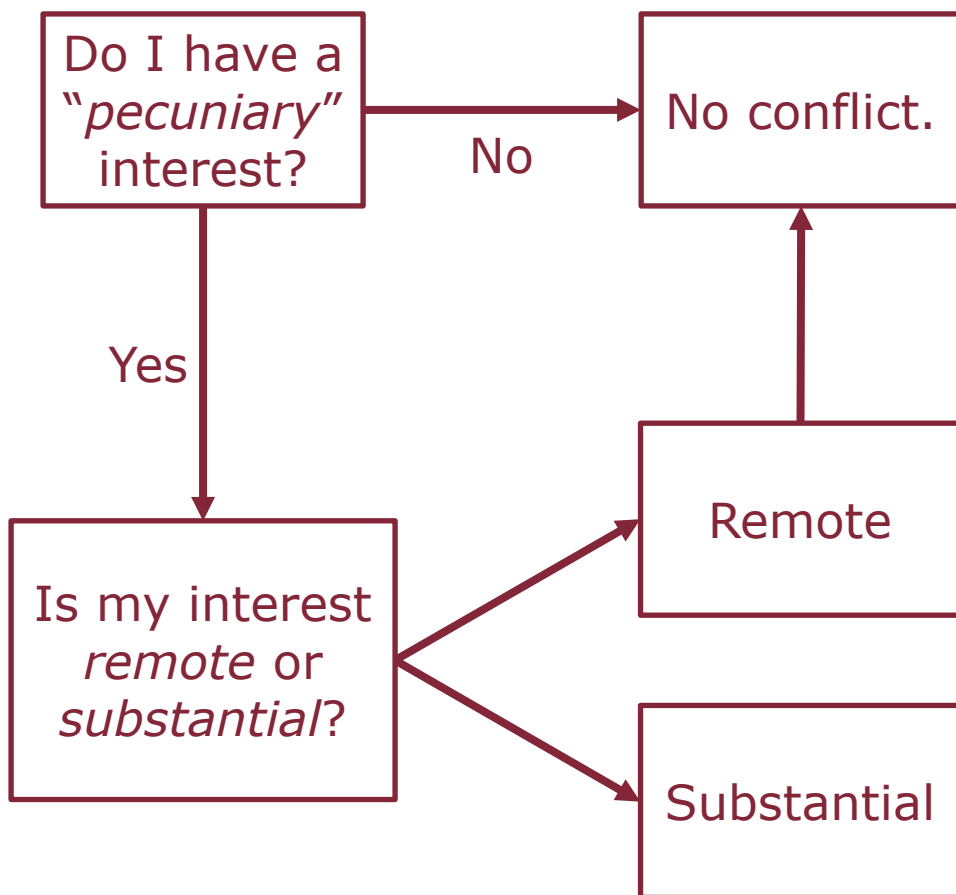 Do I have a
“pecuniary”
interest?
No
No conflict.
Yes
Is my interest
remote or
substantial?
Remote
Substantial